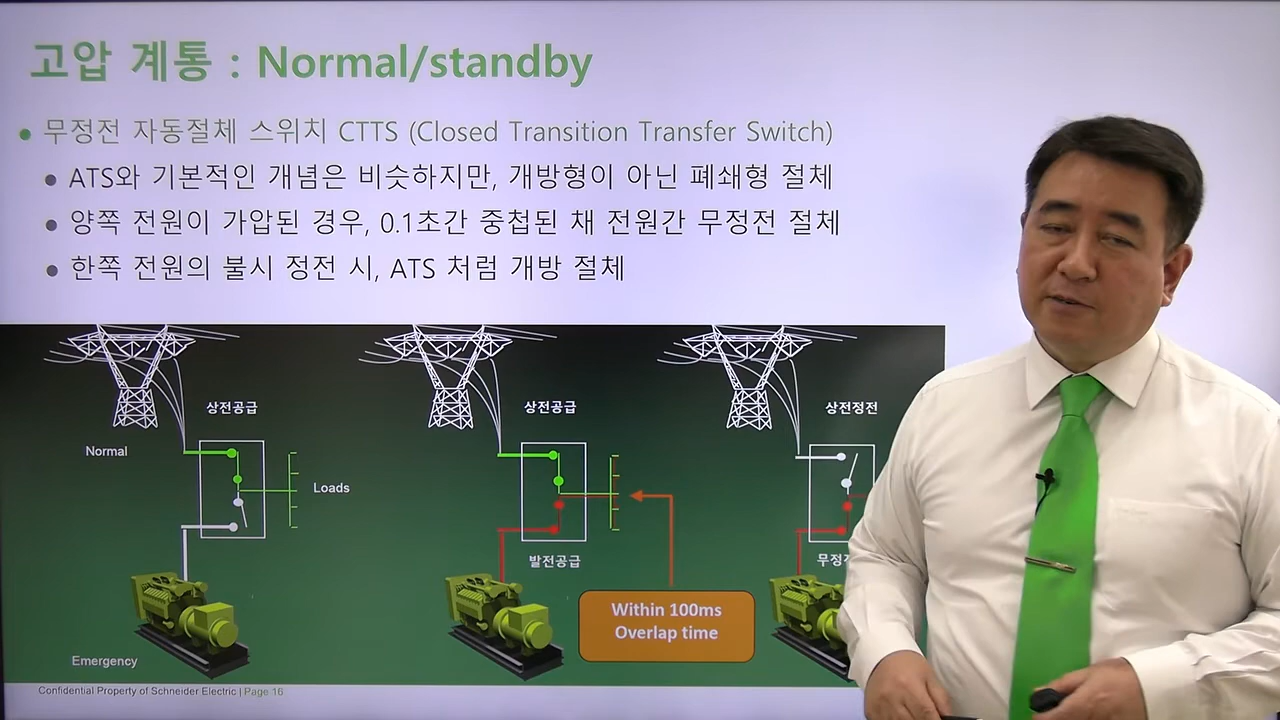 고압 계통 : Normal/standby
무정전 자동절체 스위치 CTTS (Closed Transition Transfer Switch)
ATS와 기본적인 개념은 비슷하지만, 개방형이 아닌 폐쇄형 절체
양쪽 전원이 가압된 경우, 0.1초간 중첩된 채 전원간 무정전 절체
한쪽 전원의 불시 정전 시, ATS 처럼 개방 절체
상전공급
상전공급
상전정전
Normal
Loads
발전공급
Within 100ms
Overlap time
Emergency
Confidential Property of Schneider Electric | Page 16